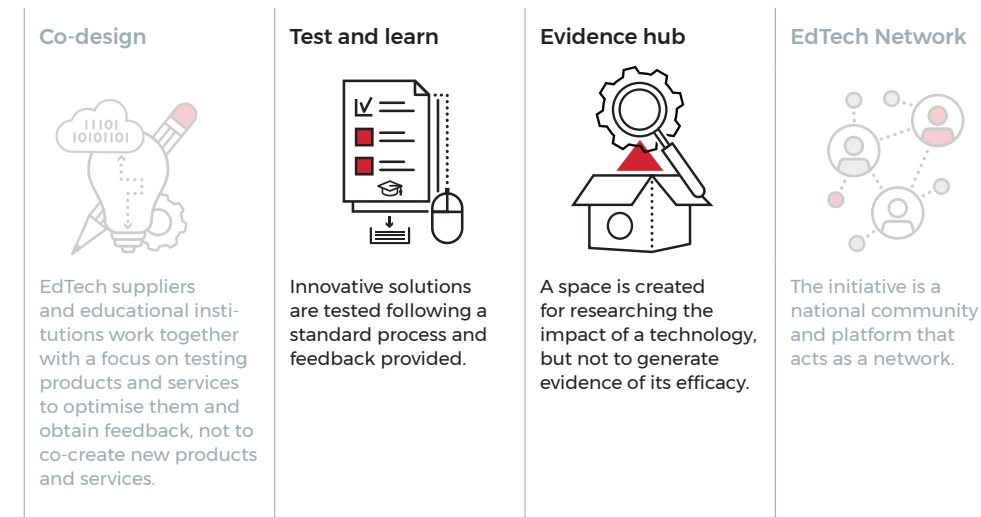 Co-design
EdTech suppliers
and educational insti-
tutions work together
with a focus on testing
products and services
to optimise them and
obtain feedback, not to
co-create new products
and services.
11101
10101101
Test and learn
Innovative solutions
are tested following a
standard process and
feedback provided.
Evidence hub
A space is created
for researching the
impact of a technology,
but not to generate
evidence of its efficacy.
EdTech Network
The initiative is a
national community
and platform that
acts as a network.